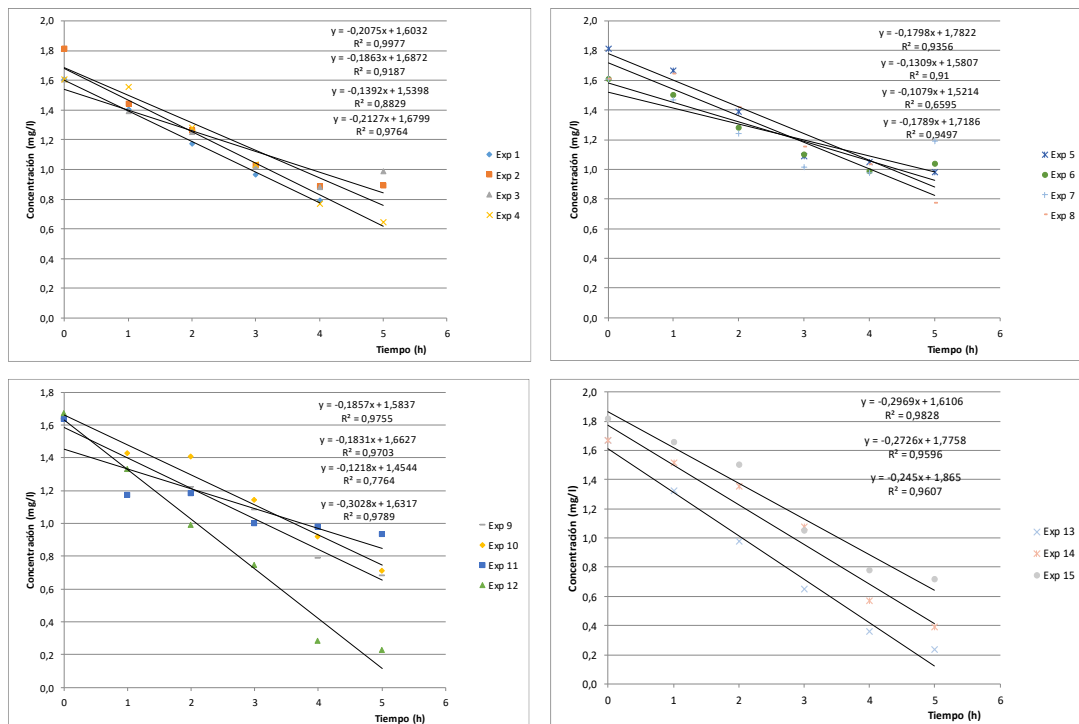 2,0
1,8
1,6
1,4
1,2
1,0
0,8
0,6
0,4
0,2
0,0
0
1
2
3
4
5
6
Concentración (mg/l)
Tiempo (h)
y = -0,2075x + 1,6032
R² = 0,9977
y = -0,1863x + 1,6872
R² = 0,9187
y = -0,1392x + 1,5398
R² = 0,8829
y = -0,2127x + 1,6799
R² = 0,9764
Exp 1
Exp 2
Exp 3
Exp 4
2,0
1,8
1,6
1,4
1,2
1,0
0,8
0,6
0,4
0,2
0,0
0
1
2
3
4
5
6
Concentración (mg/l)
Tiempo (h)
y = -0,1798x + 1,7822
R² = 0,9356
y = -0,1309x + 1,5807
R² = 0,91
y = -0,1079x + 1,5214
R² = 0,6595
y = -0,1789x + 1,7186
R² = 0,9497
Exp 5
Exp 6
Exp 7
Exp 8
1,8
1,6
1,4
1,2
1,0
0,8
0,6
0,4
0,2
0,0
0
1
2
3
4
5
6
Concentración (mg/l)
Tiempo (h)
y = -0,1857x + 1,5837
R² = 0,9755
y = -0,1831x + 1,6627
R² = 0,9703
y = -0,1218x + 1,4544
R² = 0,7764
y = -0,3028x + 1,6317
R² = 0,9789
Exp 9
Exp 10
Exp 11
Exp 12
2,0
1,8
1,6
1,4
1,2
1,0
0,8
0,6
0,4
0,2
0,0
0
1
2
3
4
5
6
Concentración (mg/l)
Tiempo (h)
y = -0,2969x + 1,6106
R² = 0,9828
y = -0,2726x + 1,7758
R² = 0,9596
y = -0,245x + 1,865
R² = 0,9607
Exp 13
Exp 14
Exp 15